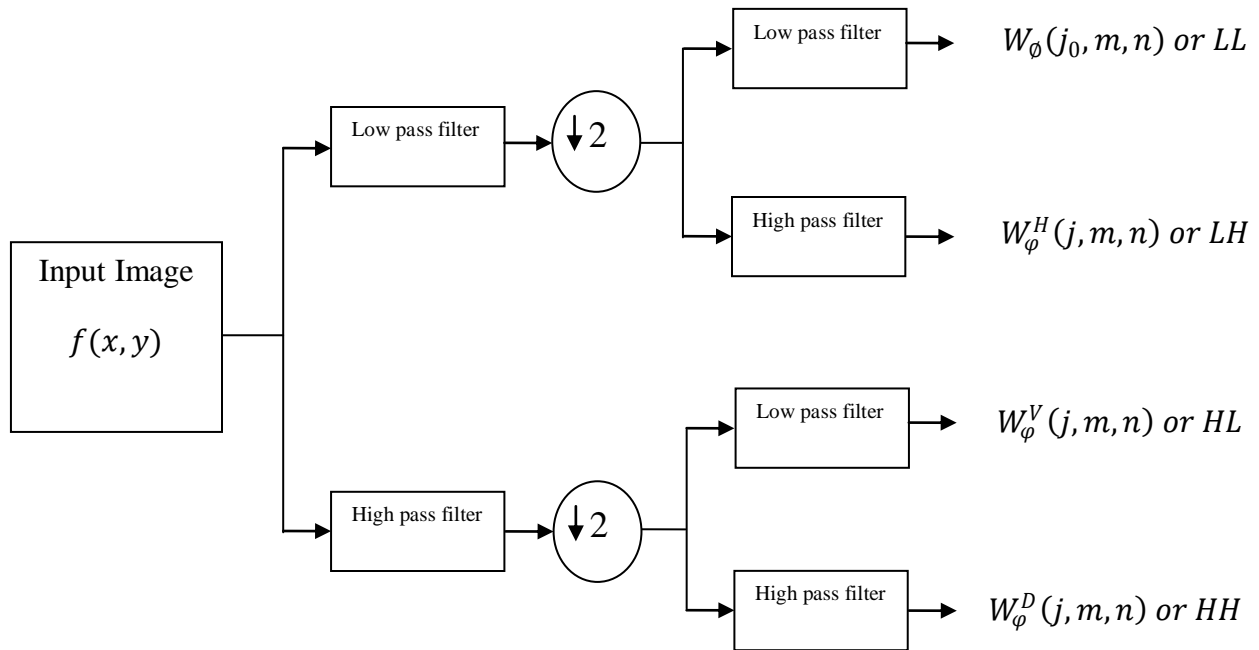 Low pass filter
W_∅(j_0, m, n) or LL
Low pass filter
↓2
High pass filter
W_φ^H(j, m, n) or LH
Input Image
f(x, y)
Low pass filter
W_φ^V(j, m, n) or HL
High pass filter
↓2
High pass filter
W_φ^D(j, m, n) or HH